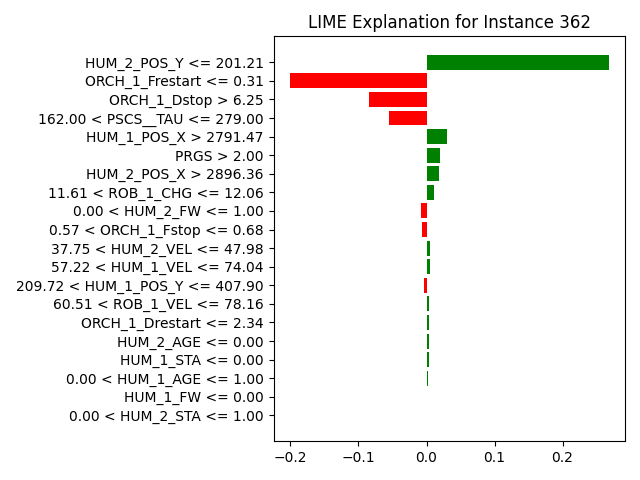 LIME Explanation for Instance 362
HUM_2_POS_Y <= 201.21
ORCH_1_Frestart <= 0.31
ORCH_1_Dstop > 6.25
162.00 < PSCS__TAU <= 279.00
HUM_1_POS_X > 2791.47
PRGS > 2.00
HUM_2_POS_X > 2896.36
11.61 < ROB_1_CHG <= 12.06
0.00 < HUM_2_FW <= 1.00
0.57 < ORCH_1_Fstop <= 0.68
37.75 < HUM_2_VEL <= 47.98
57.22 < HUM_1_VEL <= 74.04
209.72 < HUM_1_POS_Y <= 407.90
60.51 < ROB_1_VEL <= 78.16
ORCH_1_Drestart <= 2.34
HUM_2_AGE <= 0.00
HUM_1_STA <= 0.00
0.00 < HUM_1_AGE <= 1.00
HUM_1_FW <= 0.00
0.00 < HUM_2_STA <= 1.00
−0.2 −0.1 0.0 0.1 0.2